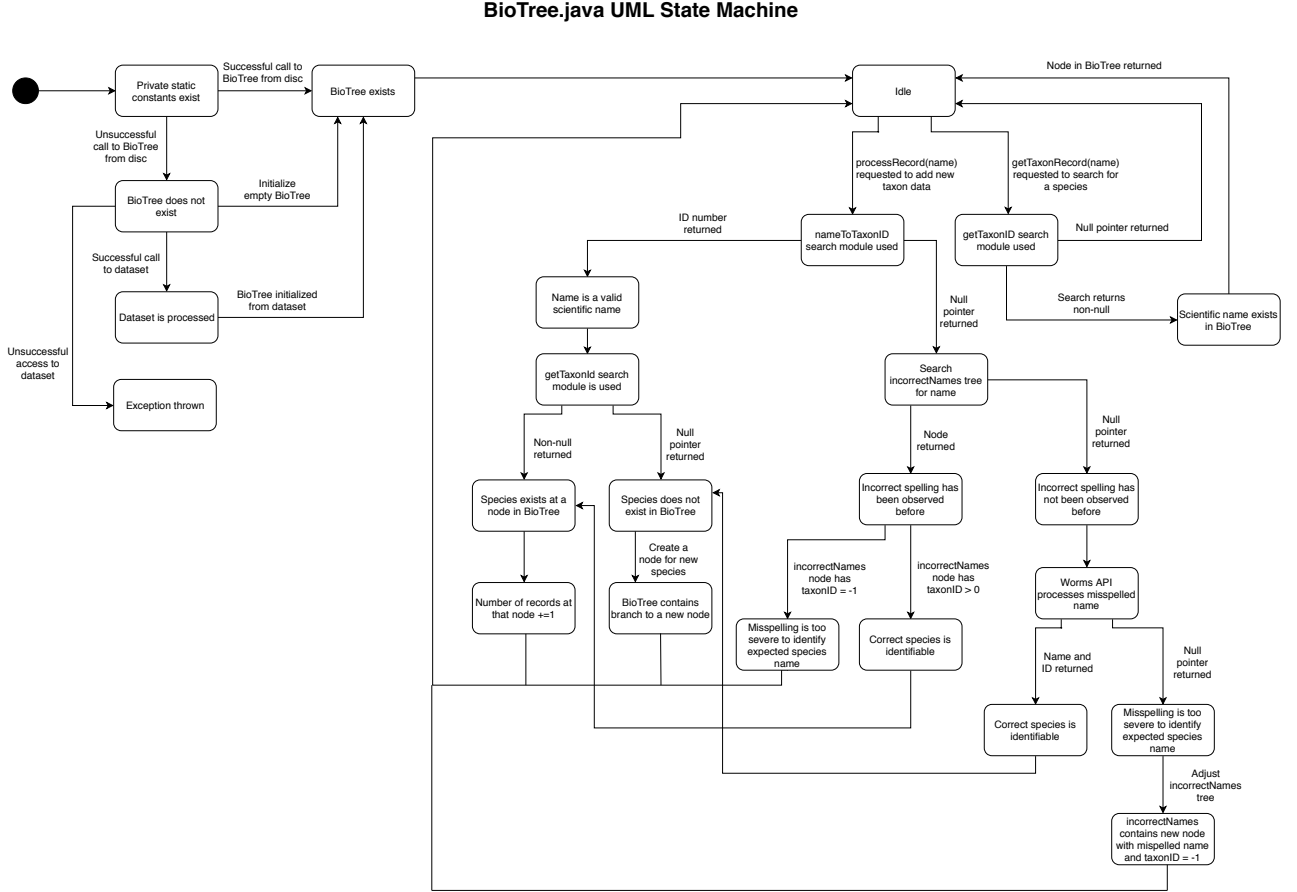 BioTree.java UML State Machine
Private static
constants exist
Successful call to
BioTree from disc
BioTree exists
Unsuccessful
call to BioTree
from disc
BioTree does not
exist
Initialize
empty BioTree
Successful call
to dataset
Dataset is processed
BioTree initialized
from dataset
Unsuccessful
access to
dataset
Exception thrown
Idle
Node in BioTree returned
processRecord(name)
requested to add new
taxon data
getTaxonRecord(name)
requested to search for
a species
nameToTaxonID
search module used
getTaxonID search
module used
Null pointer returned
Search returns
non-null
Scientific name exists
in BioTree
ID number
returned
Name is a valid
scientific name
getTaxonId search
module is used
Null
pointer
returned
Search
incorrectNames tree
for name
Non-null
returned
Null
pointer
returned
Species exists at a
node in BioTree
Species does not
exist in BioTree
Number of records at
that node +=1
Create a
node for new
species
BioTree contains
branch to a new node
Node
returned
Null
pointer
returned
Incorrect spelling has
been observed
before
Incorrect spelling has
not been observed
before
incorrectNames
node has
taxonID = -1
incorrectNames
node has
taxonID > 0
Misspelling is too
severe to identify
expected species
name
Correct species is
identifiable
Worms API
processes misspelled
name
Name and
ID returned
Null
pointer
returned
Correct species is
identifiable
Misspelling is too
severe to identify
expected species
name
Adjust
incorrectNames
tree
incorrectNames
contains new node
with mispelled name
and taxonID = -1